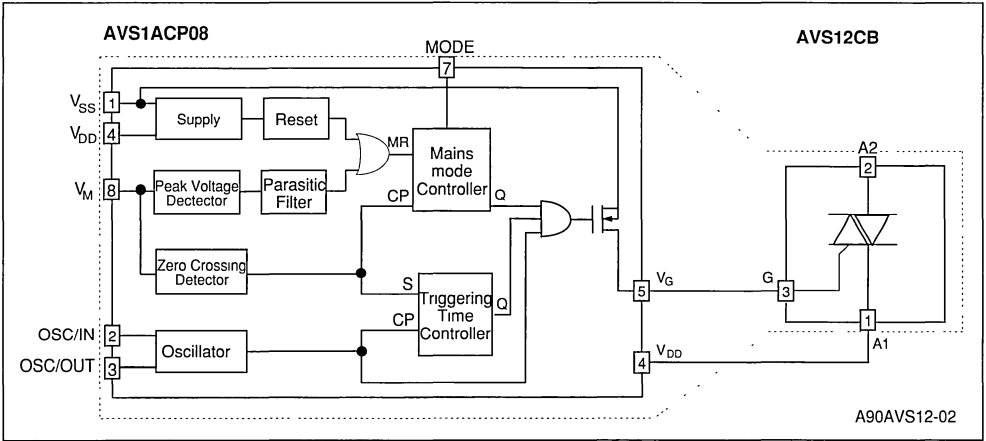 AVS1ACP08
AVS12CB
MODE
7
VSS
1
VDD
4
Supply
Reset
MR
Mains
mode
Controller
A2
2
VM
8
Peak Voltage
Dectector
Parasitic
Filter
CP
Q
Zero Crossing
Detector
S
Triggering
Time
Controller
Q
CP
5
VG
G
3
1
A1
OSC/IN
2
OSC/OUT
3
Oscillator
4
VDD
A90AVS12-02